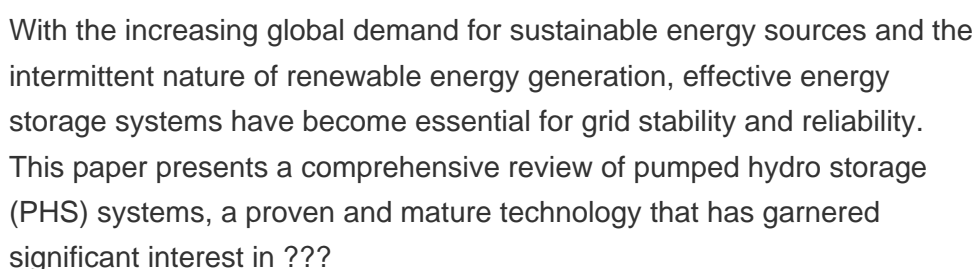 With the increasing global demand for sustainable energy sources and the
intermittent nature of renewable energy generation, effective energy
storage systems have become essential for grid stability and reliability.
This paper presents a comprehensive review of pumped hydro storage
(PHS) systems, a proven and mature technology that has garnered
significant interest in ???